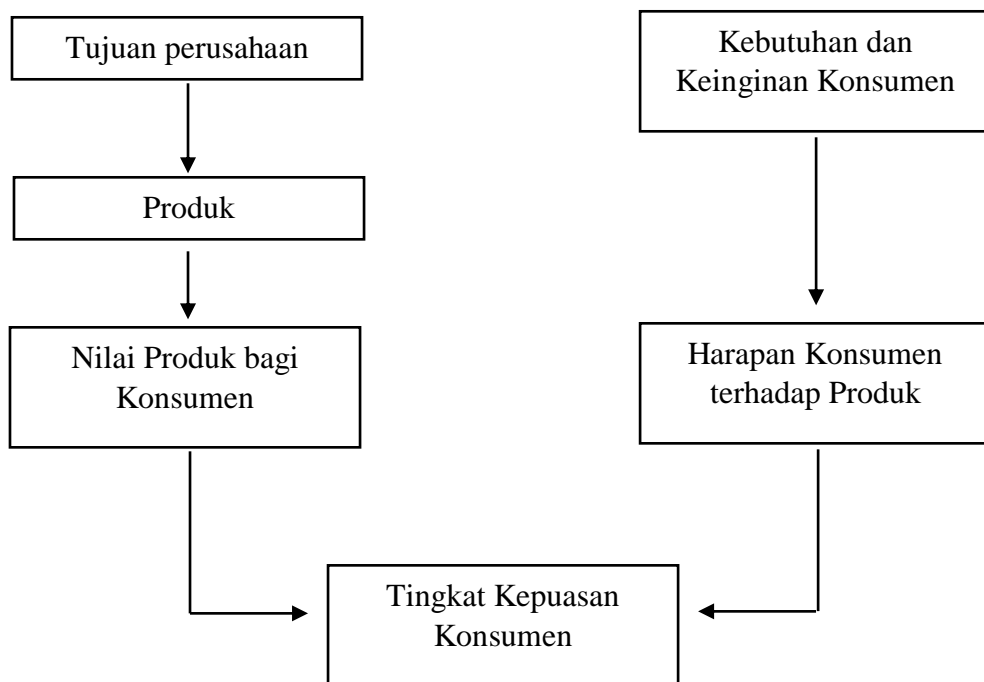 Tujuan perusahaan
Kebutuhan dan
Keinginan Konsumen
Produk
Nilai Produk bagi
Konsumen
Harapan Konsumen
terhadap Produk
Tingkat Kepuasan
Konsumen